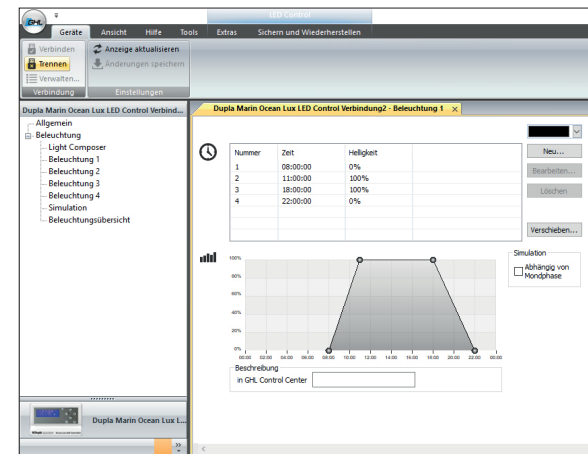 GHL
LED Control
Geräte Ansicht Hilfe Tools Extras Sichern und Wiederherstellen
Verbinden
Trennen
Verwalten...
Verbindung
Anzeige aktualisieren
Änderungen speichern
Einstellungen
Dupla Marin Ocean Lux LED Control Verbind...
Allgemein
Beleuchtung
Light Composer
Beleuchtung 1
Beleuchtung 2
Beleuchtung 3
Beleuchtung 4
Simulation
Beleuchtungsübersicht
Dupla Marin Ocean Lux L...
Dupla Marin Ocean Lux LED Control Verbindung2 - Beleuchtung 1 x
Nummer Zeit Helligkeit
1 08:00:00 0%
2 11:00:00 100%
3 18:00:00 100%
4 22:00:00 0%
Neu...
Bearbeiten...
Löschen
Verschieben...
100%
80%
60%
40%
20%
0%
00:00 02:00 04:00 06:00 08:00 10:00 12:00 14:00 16:00 18:00 20:00 22:00 00:00
Simulation
Abhängig von
Mondphase
Beschreibung
in GHL Control Center